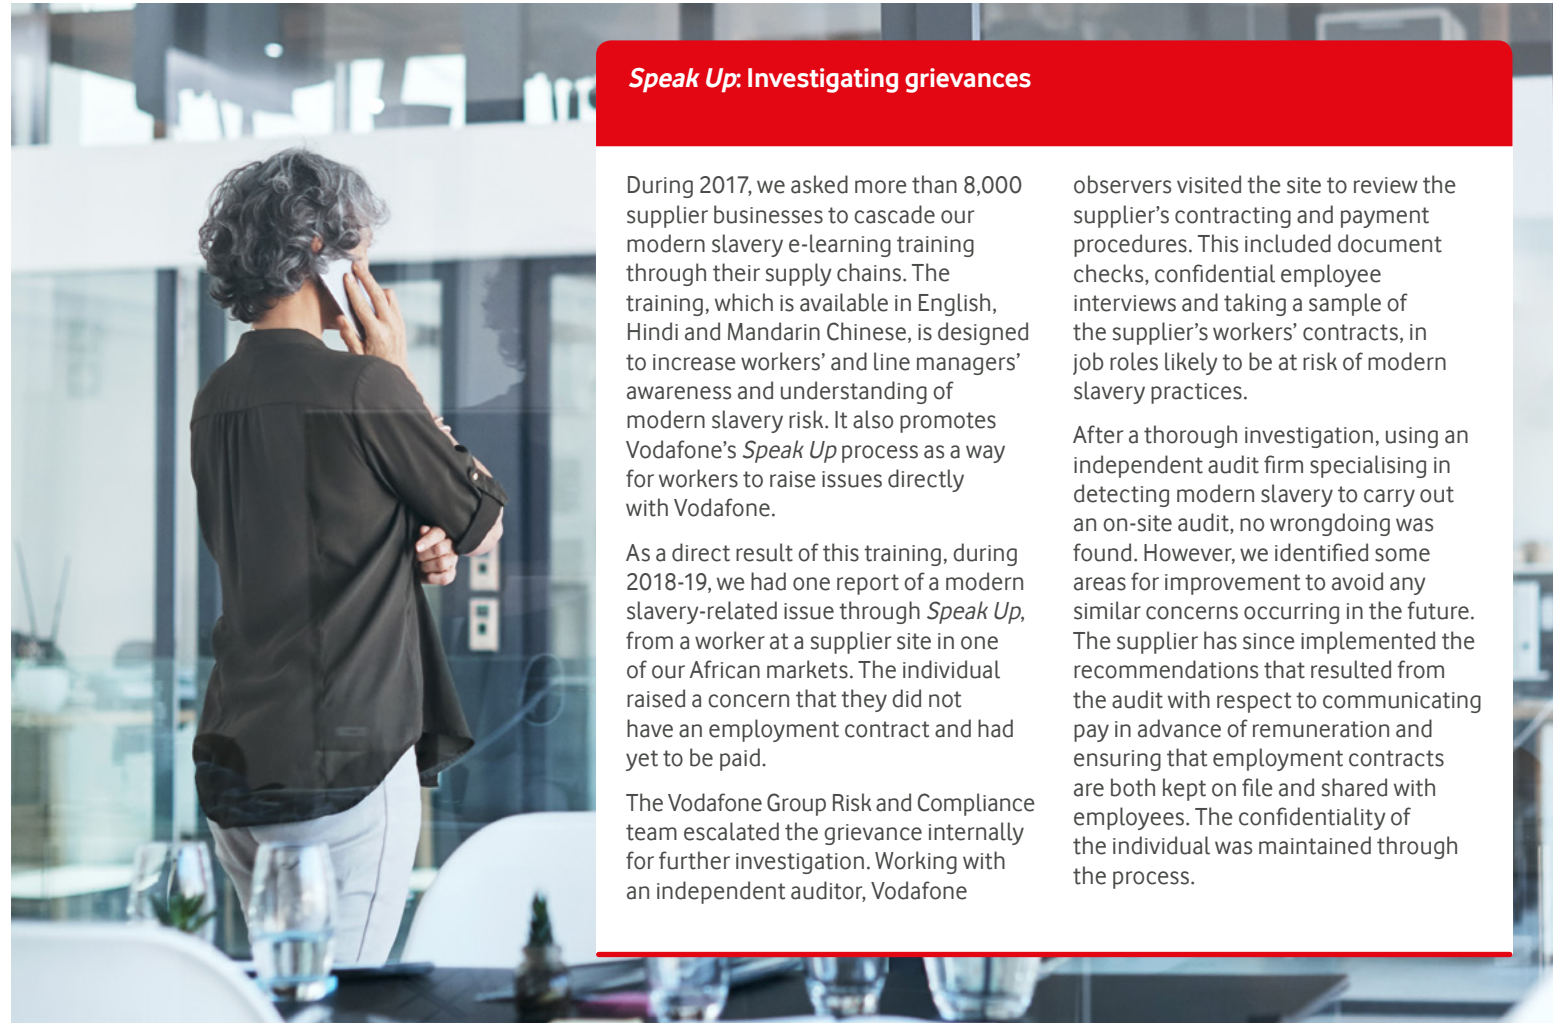 Speak Up: Investigating grievances
During 2017, we asked more than 8,000
supplier businesses to cascade our
modern slavery e-learning training
through their supply chains. The
training, which is available in English,
Hindi and Mandarin Chinese, is designed
to increase workers’ and line managers’
awareness and understanding of
modern slavery risk. It also promotes
Vodafone’s Speak Up process as a way
for workers to raise issues directly
with Vodafone.
As a direct result of this training, during
2018-19, we had one report of a modern
slavery-related issue through Speak Up,
from a worker at a supplier site in one
of our African markets. The individual
raised a concern that they did not
have an employment contract and had
yet to be paid.
The Vodafone Group Risk and Compliance
team escalated the grievance internally
for further investigation. Working with
an independent auditor, Vodafone
observers visited the site to review the
supplier’s contracting and payment
procedures. This included document
checks, confidential employee
interviews and taking a sample of
the supplier’s workers’ contracts, in
job roles likely to be at risk of modern
slavery practices.
After a thorough investigation, using an
independent audit firm specialising in
detecting modern slavery to carry out
an on-site audit, no wrongdoing was
found. However, we identified some
areas for improvement to avoid any
similar concerns occurring in the future.
The supplier has since implemented the
recommendations that resulted from
the audit with respect to communicating
pay in advance of remuneration and
ensuring that employment contracts
are both kept on file and shared with
employees. The confidentiality of
the individual was maintained through
the process.